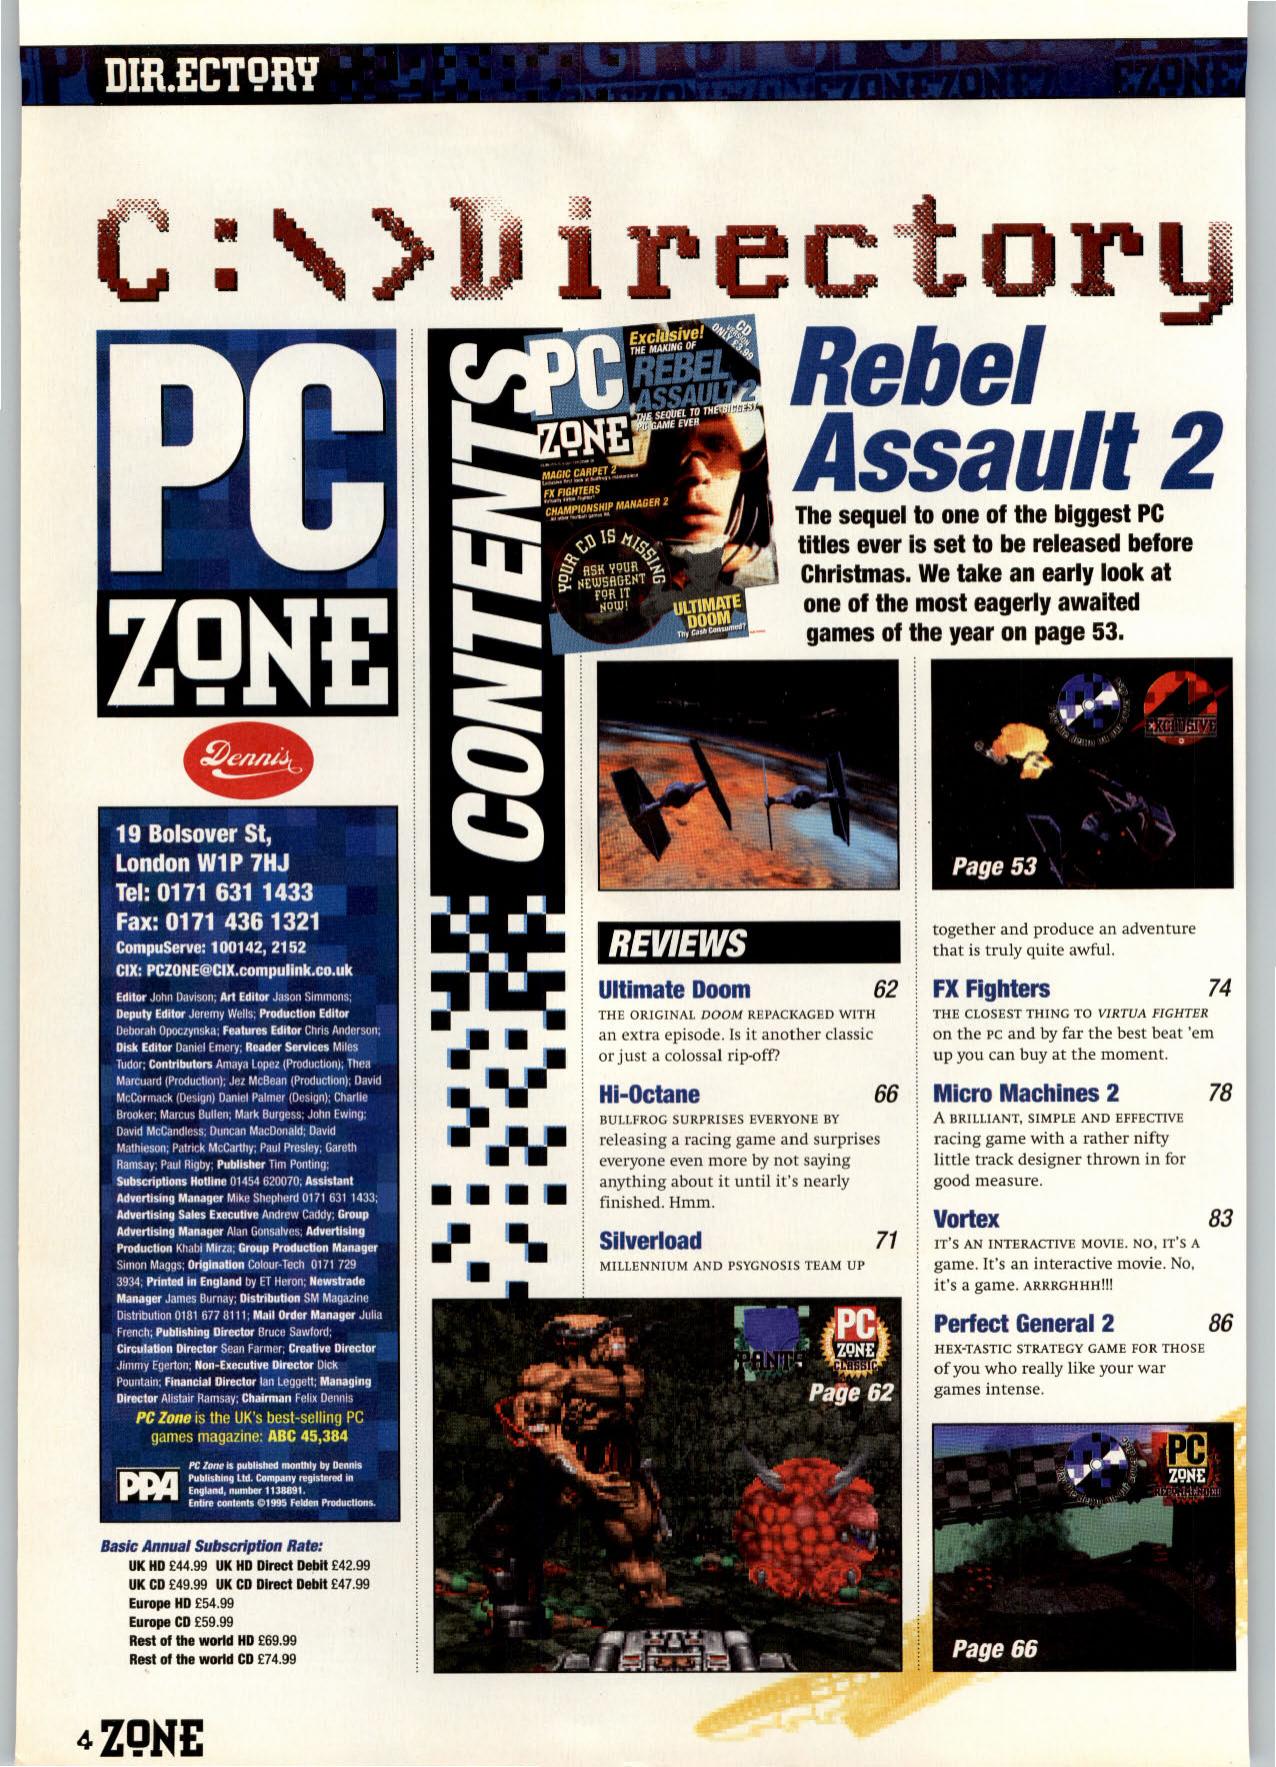 DIR.ECTORY
C:\>Directory
PC
ZONE
Dennis
19 Bolsover St,
London W1P 7HJ
Tel: 0171 631 1433
Fax: 0171 436 1321
CompuServe: 100142, 2152
CIX: PCZONE@CIX.compulink.co.uk
Editor John Davison; Art Editor Jason Simmons;
Deputy Editor Jeremy Wells; Production Editor
Deborah Opoczynska; Features Editor Chris Anderson;
Disk Editor Daniel Emery; Reader Services Miles
Tudor; Contributors Amaya Lopez (Production); Thea
Marcuard (Production); Jez McBean (Production); David
McCormack (Design) Daniel Palmer (Design); Charlie
Brooker; Marcus Bullen; Mark Burgess; John Ewing;
David McCandless; Duncan MacDonald; David
Mathieson; Patrick McCarthy; Paul Presley; Gareth
Ramsay; Paul Rigby; Publisher Tim Ponting;
Subscriptions Hotline 01454 620070; Assistant
Advertising Manager Mike Shepherd 0171 631 1433;
Advertising Sales Executive Andrew Caddy; Group
Advertising Manager Alan Gonsalves; Advertising
Production Khabi Mirza; Group Production Manager
Simon Maggs; Origination Colour-Tech 0171 729
3934; Printed in England by ET Heron; Newstrade
Manager James Burnay; Distribution SM Magazine
Distribution 0181 677 8111; Mail Order Manager Julia
French; Publishing Director Bruce Sawford;
Circulation Director Sean Farmer; Creative Director
Jimmy Egerton; Non-Executive Director Dick
Pountain; Financial Director Ian Leggett; Managing
Director Alistair Ramsay; Chairman Felix Dennis
PC Zone is the UK's best-selling PC
games magazine: ABC 45,384
PPA
PC Zone is published monthly by Dennis
Publishing Ltd. Company registered in
England, number 1138891.
Entire contents ©1995 Felden Productions.
Basic Annual Subscription Rate:
UK HD £44.99 UK HD Direct Debit £42.99
UK CD £49.99 UK CD Direct Debit £47.99
Europe HD £54.99
Europe CD £59.99
Rest of the world HD £69.99
Rest of the world CD £74.99
CONTENTS
PC
ZONE
CD
VERSION
ONLY £3.99
Exclusive!
THE MAKING OF
REBEL
ASSAULT 2
THE SEQUEL TO THE BIGGEST
PC GAME EVER
MAGIC CARPET 2
FX FIGHTERS
CHAMPIONSHIP MANAGER 2
YOUR CD IS MISSING
ASK YOUR
NEWSAGENT
FOR IT
NOW!
ULTIMATE
DOOM
Thy Cash Consumed?
Rebel
Assault 2
The sequel to one of the biggest PC
titles ever is set to be released before
Christmas. We take an early look at
one of the most eagerly awaited
games of the year on page 53.
EXCLUSIVE
Page 53
REVIEWS
Ultimate Doom 62
THE ORIGINAL DOOM REPACKAGED WITH
an extra episode. Is it another classic
or just a colossal rip-off?
Hi-Octane 66
BULLFROG SURPRISES EVERYONE BY
releasing a racing game and surprises
everyone even more by not saying
anything about it until it's nearly
finished. Hmm.
Silverload 71
MILLENNIUM AND PSYGNOSIS TEAM UP
together and produce an adventure
that is truly quite awful.
FX Fighters 74
THE CLOSEST THING TO VIRTUA FIGHTER
on the PC and by far the best beat 'em
up you can buy at the moment.
Micro Machines 2 78
A BRILLIANT, SIMPLE AND EFFECTIVE
racing game with a rather nifty
little track designer thrown in for
good measure.
Vortex 83
IT'S AN INTERACTIVE MOVIE. NO, IT'S A
game. It's an interactive movie. No,
it's a game. ARRRGHHH!!!
Perfect General 2 86
HEX-TASTIC STRATEGY GAME FOR THOSE
of you who really like your war
games intense.
PANTS
PC
ZONE
CLASSIC
Page 62
PC
ZONE
RECOMMENDED
Page 66
4 ZONE